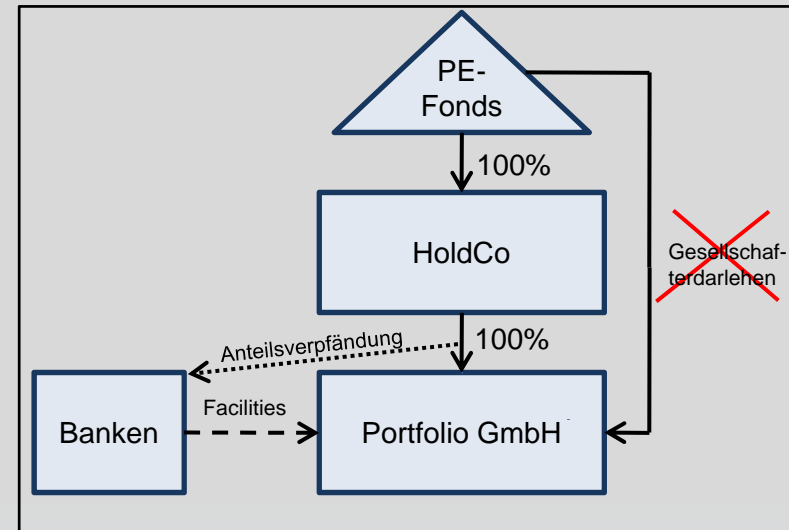 PE-
Fonds
100%
HoldCo
Gesellschaf-
terdarlehen
Anteilsverpfändung
100%
Banken
Facilities
Portfolio GmbH